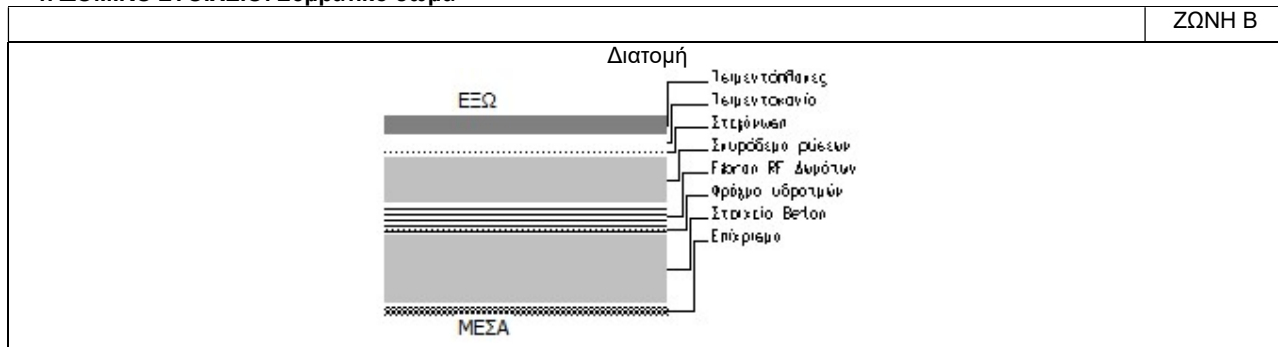 ΖΩΝΗ Β
Διατομή
ΕΞΩ
Τσιμεντόπλακες
Τσιμεντοκονία
Στεγάνωση
Σκυρόδεμα ρύσεων
Fibran RF Δωμάτων
Φράγμα υδρατμών
Στοιχείο Beton
Επίχρισμα
ΜΕΣΑ